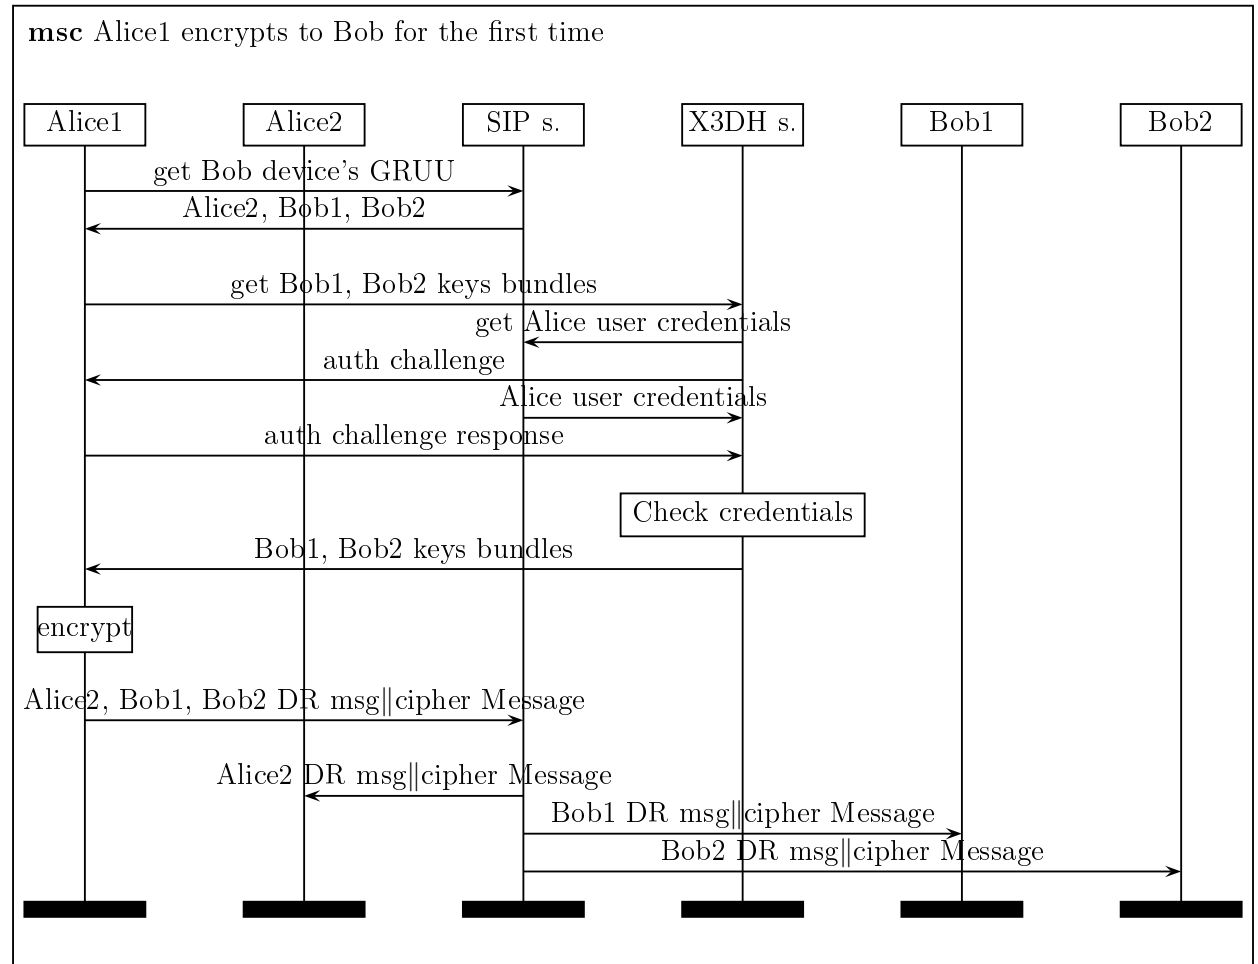 msc Alice1 encrypts to Bob for the first time
Alice1 Alice2 SIP s. X3DH s. Bob1 Bob2
get Bob device's GRUU
Alice2, Bob1, Bob2
get Bob1, Bob2 keys bundles
get Alice user credentials
auth challenge
Alice user credentials
auth challenge response
Check credentials
Bob1, Bob2 keys bundles
encrypt
Alice2, Bob1, Bob2 DR msg||cipher Message
Alice2 DR msg||cipher Message
Bob1 DR msg||cipher Message
Bob2 DR msg||cipher Message